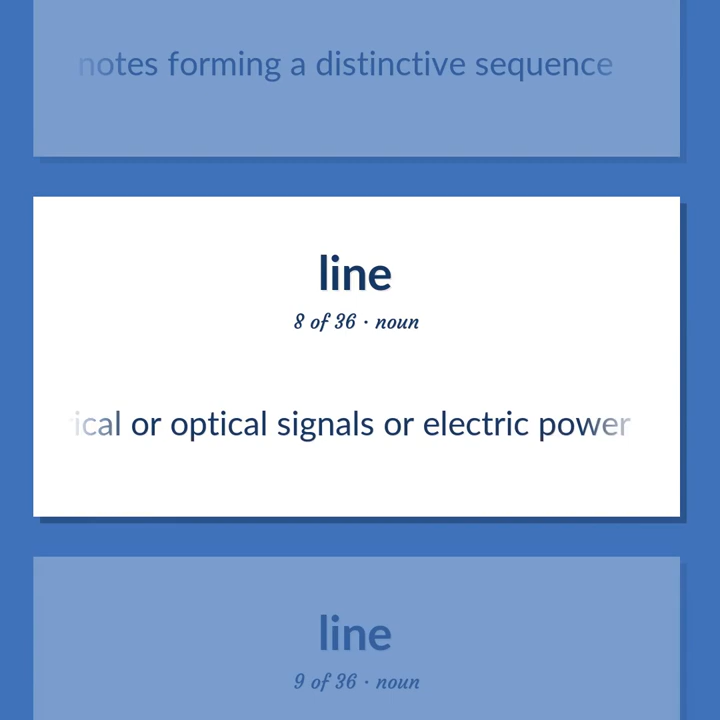 notes forming a distinctive sequence
line
8 of 36 · noun
ical or optical signals or electric power
line
9 of 36 · noun